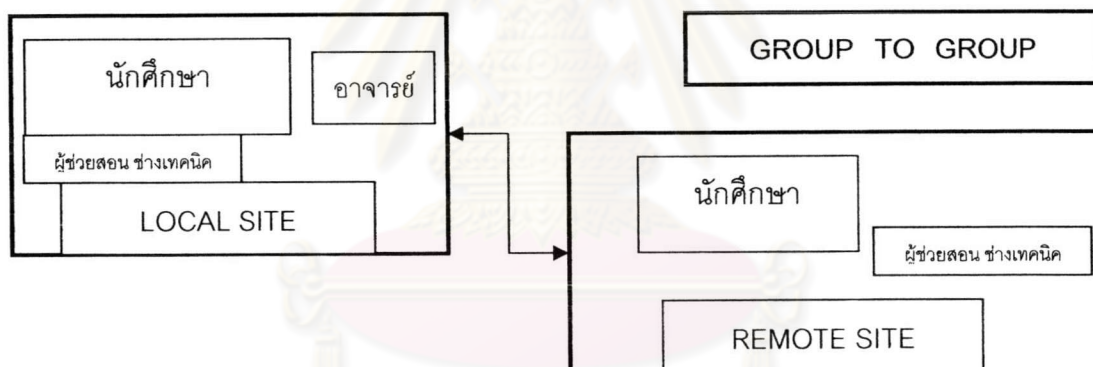 GROUP TO GROUP
นักศึกษา
อาจารย์
ผู้ช่วยสอน ช่างเทคนิค
LOCAL SITE
นักศึกษา
ผู้ช่วยสอน ช่างเทคนิค
REMOTE SITE